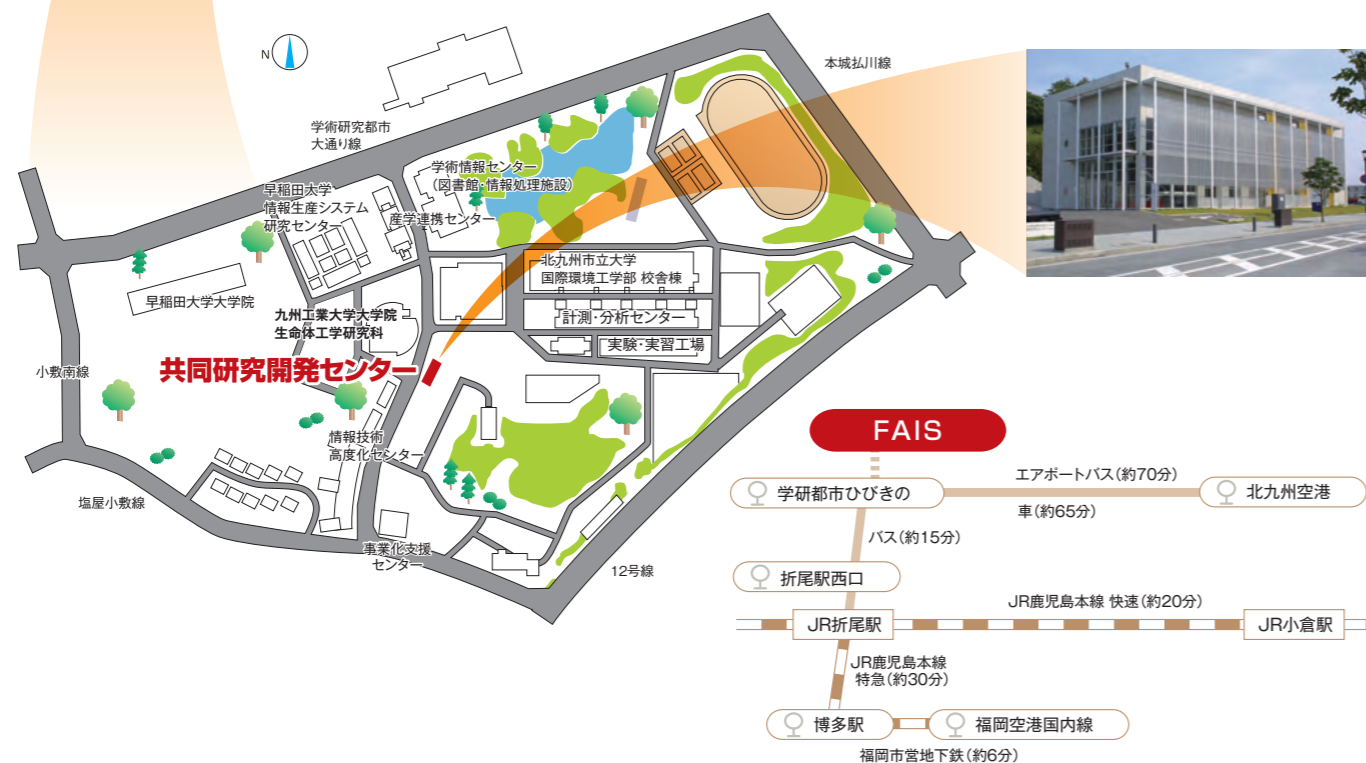 N
本城払川線
学術研究都市
大通り線
学術情報センター
(図書館・情報処理施設)
早稲田大学
情報生産システム
研究センター
産学連携センター
北九州市立大学
国際環境工学部 校舎棟
早稲田大学大学院
九州工業大学大学院
生命体工学研究科
計測・分析センター
実験・実習工場
共同研究開発センター
小敷南線
情報技術
高度化センター
塩屋小敷線
事業化支援
センター
12号線
FAIS
学研都市ひびきの
エアポートバス(約70分)
車(約65分)
北九州空港
バス(約15分)
折尾駅西口
JR鹿児島本線 快速(約20分)
JR折尾駅
JR小倉駅
JR鹿児島本線
特急(約30分)
博多駅
福岡空港国内線
福岡市営地下鉄(約6分)